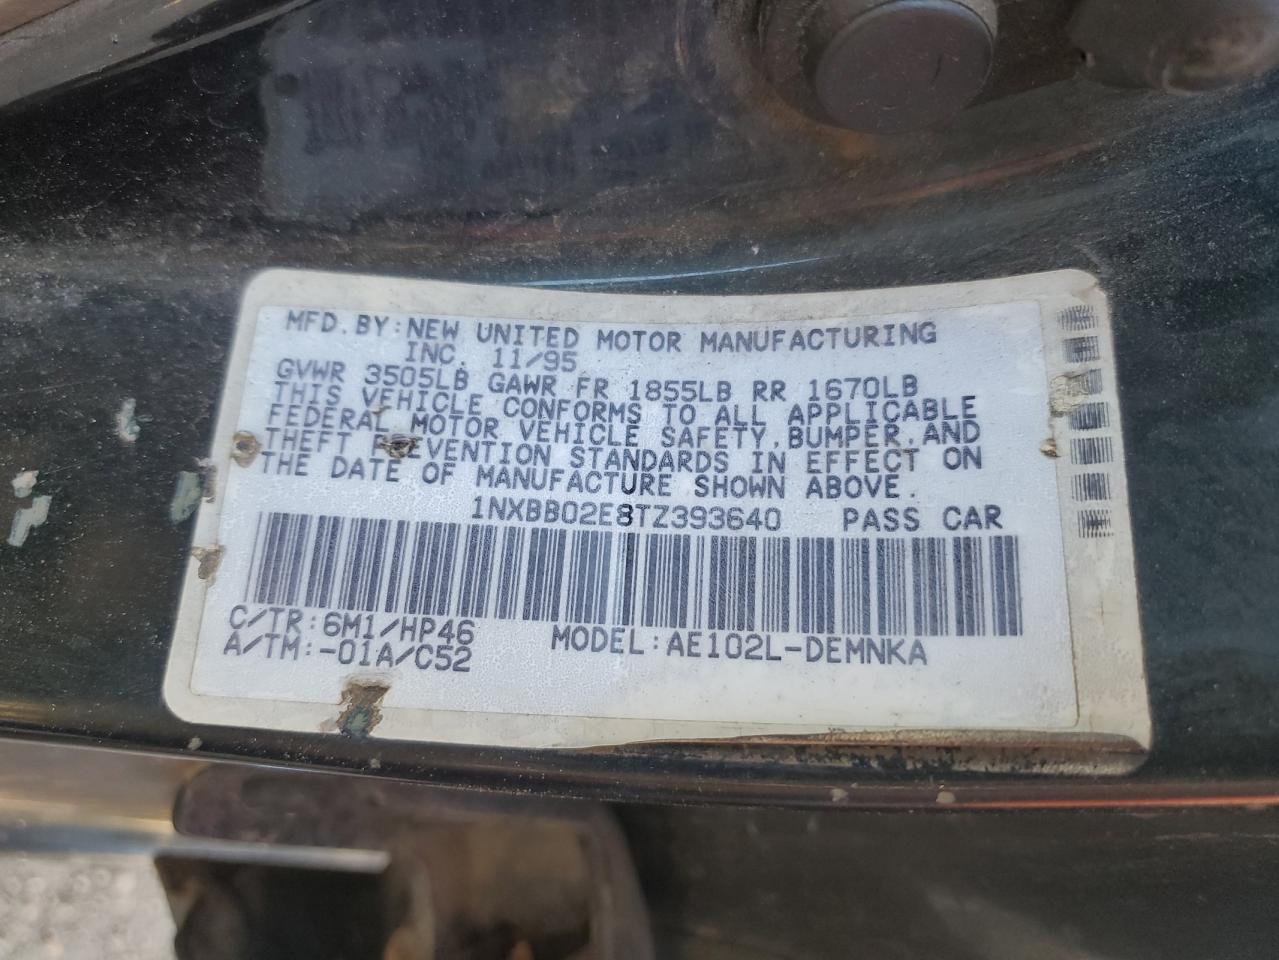 MFD. BY:NEW UNITED MOTOR MANUFACTURING
INC. 11/95
GVWR 3505LB GAWR FR 1855LB RR 1670LB
THIS VEHICLE CONFORMS TO ALL APPLICABLE
FEDERAL MOTOR VEHICLE SAFETY,BUMPER,AND
THEFT PREVENTION STANDARDS IN EFFECT ON
THE DATE OF MANUFACTURE SHOWN ABOVE.
1NXBB02E8TZ393640 PASS CAR
C/TR:6M1/HP46 MODEL:AE102L-DEMNKA
A/TM:-01A/C52